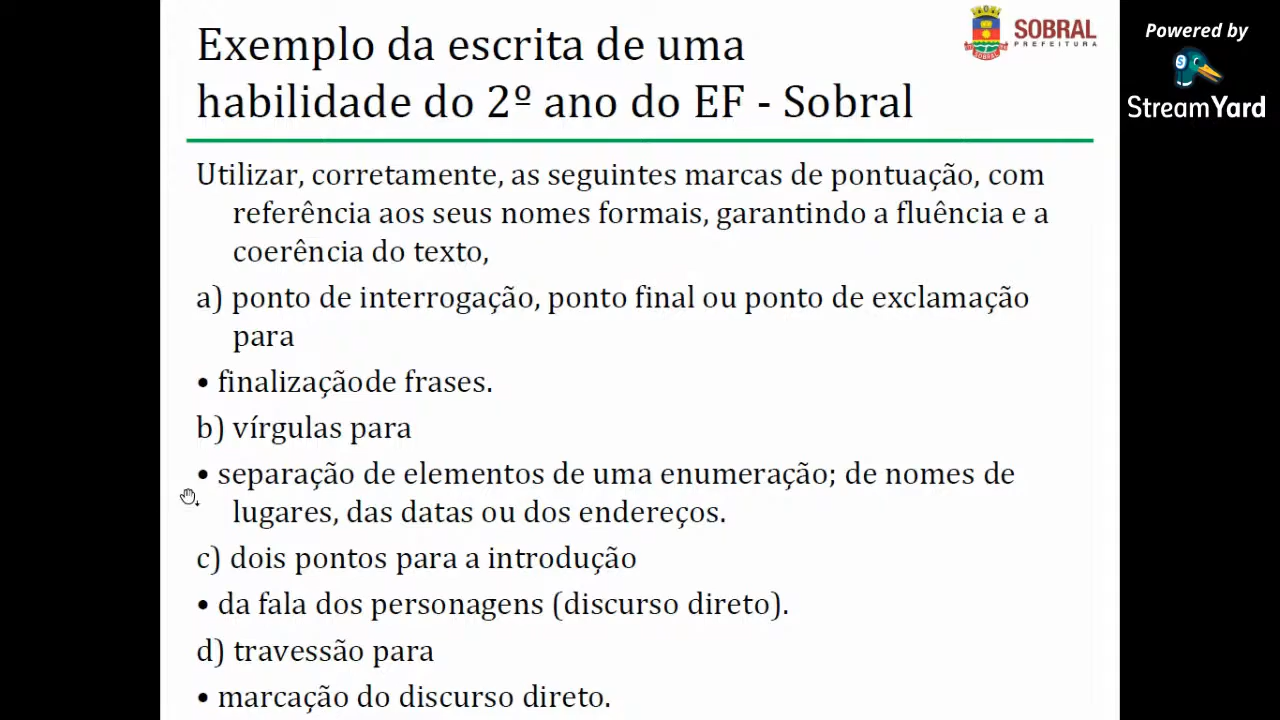 Exemplo da escrita de uma
habilidade do 2º ano do EF - Sobral
SOBRAL
PREFEITURA
SOBRAL
Powered by
S
StreamYard
Utilizar, corretamente, as seguintes marcas de pontuação, com
referência aos seus nomes formais, garantindo a fluência e a
coerência do texto,
a) ponto de interrogação, ponto final ou ponto de exclamação
para
• finalizaçãode frases.
b) vírgulas para
• separação de elementos de uma enumeração; de nomes de
lugares, das datas ou dos endereços.
c) dois pontos para a introdução
• da fala dos personagens (discurso direto).
d) travessão para
• marcação do discurso direto.